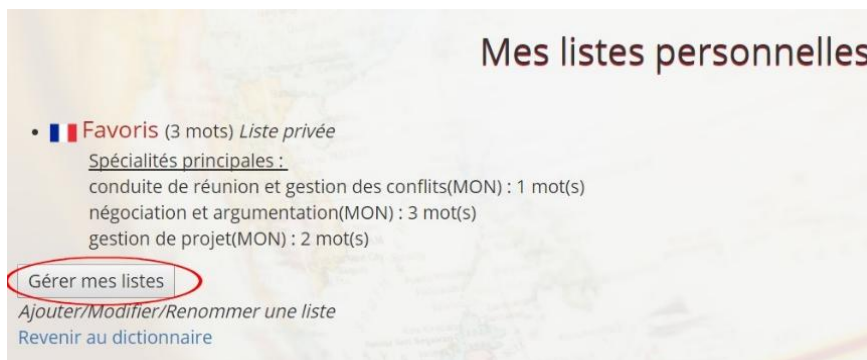 Mes listes personnelles
• Favoris (3 mots) Liste privée
Spécialités principales :
conduite de réunion et gestion des conflits(MON) : 1 mot(s)
négociation et argumentation(MON) : 3 mot(s)
gestion de projet(MON) : 2 mot(s)
Gérer mes listes
Ajouter/Modifier/Renommer une liste
Revenir au dictionnaire